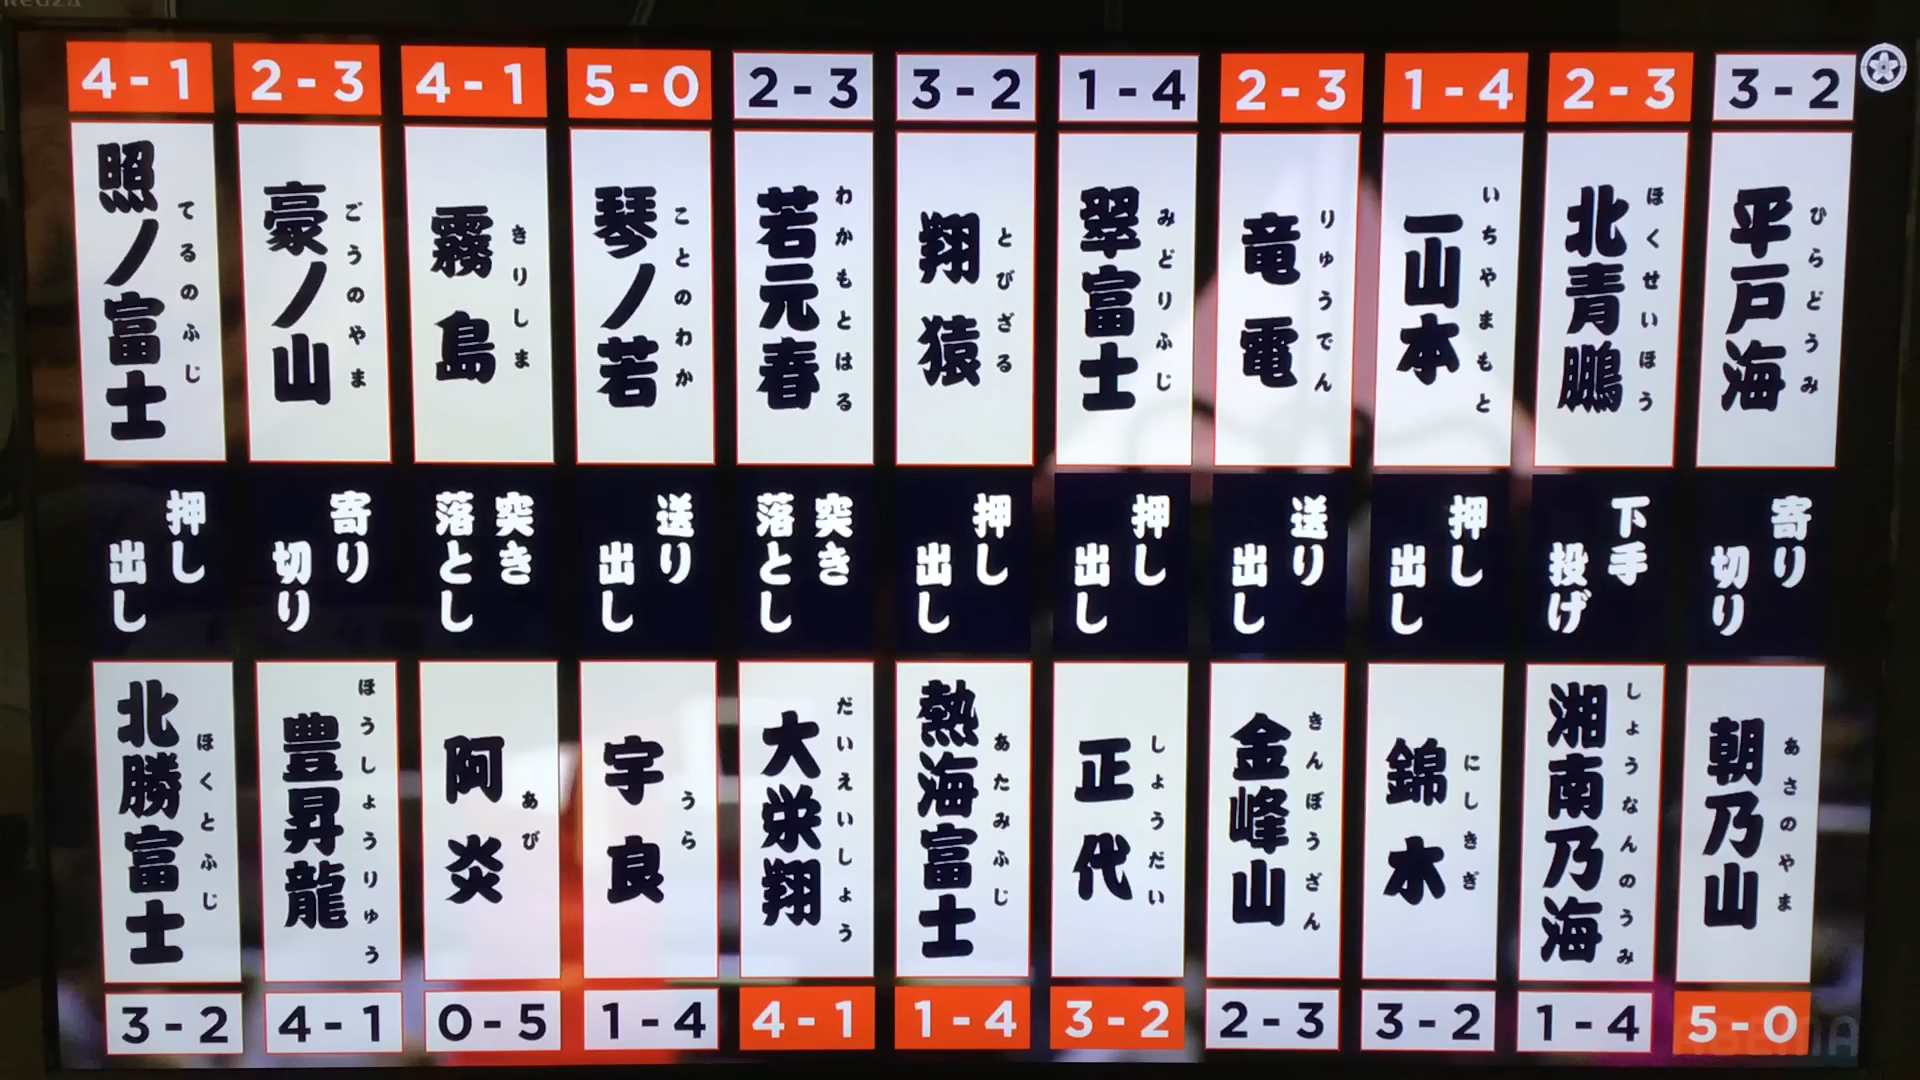 3-2
平戸海
ひらどうみ
寄り切り
朝乃山
あさのやま
5-0
2-3
北青鵬
ほくせいほう
下手投げ
湘南乃海
しょうなんのうみ
1-4
1-4
一山本
いちやまもと
押し出し
錦木
にしきぎ
3-2
2-3
竜電
りゅうでん
送り出し
金峰山
きんぼうざん
2-3
1-4
翠富士
みどりふじ
押し出し
正代
しょうだい
3-2
3-2
翔猿
とびざる
押し出し
熱海富士
あたみふじ
1-4
2-3
若元春
わかもとはる
突き落とし
大栄翔
だいえいしょう
4-1
5-0
琴ノ若
ことのわか
送り出し
宇良
うら
1-4
4-1
霧島
きりしま
突き落とし
阿炎
あび
0-5
2-3
豪ノ山
ごうのやま
寄り切り
豊昇龍
ほうしょうりゅう
4-1
4-1
照ノ富士
てるのふじ
押し出し
北勝富士
ほくとふじ
3-2
ABEMA